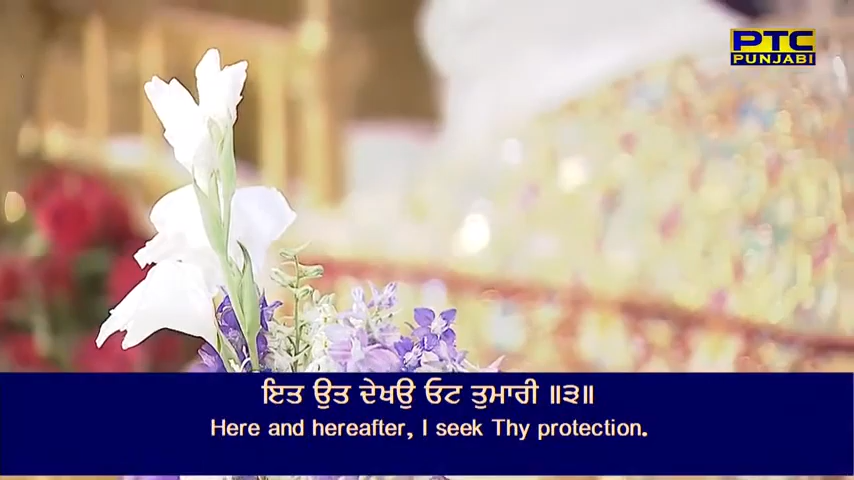 PTC
PUNJABI
ਇਤ ਉਤ ਦੇਖਉ ਓਟ ਤੁਮਾਰੀ ॥੩॥
Here and hereafter, I seek Thy protection.